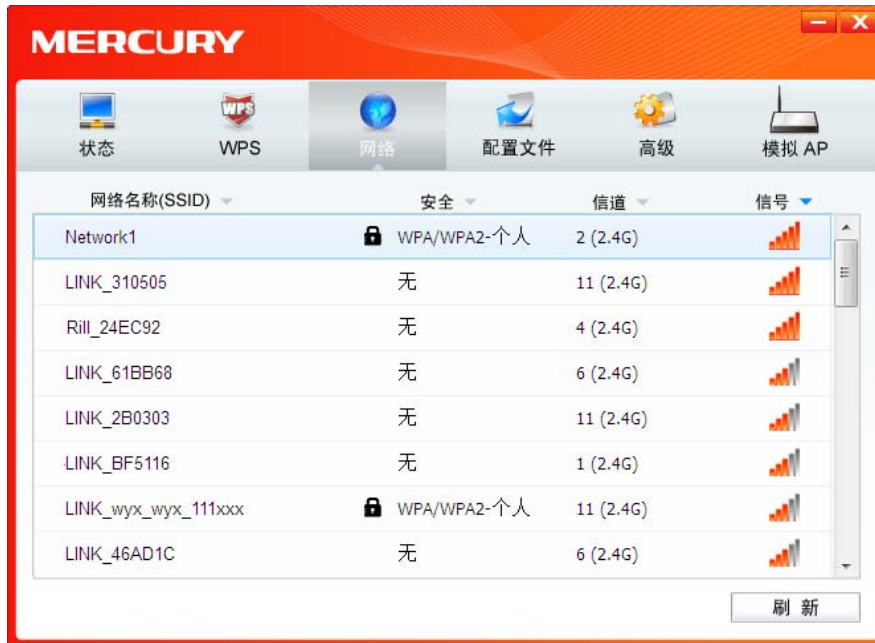 MERCURY
状态 WPS 网络 配置文件 高级 模拟 AP
WPS
网络名称(SSID) 安全 信道 信号
Network1 WPA/WPA2-个人 2 (2.4G)
LINK_310505 无 11 (2.4G)
Rill_24EC92 无 4 (2.4G)
LINK_61BB68 无 6 (2.4G)
LINK_2B0303 无 11 (2.4G)
LINK_BF5116 无 1 (2.4G)
LINK_wyx_wyx_111xxx WPA/WPA2-个人 11 (2.4G)
LINK_46AD1C 无 6 (2.4G)
刷 新